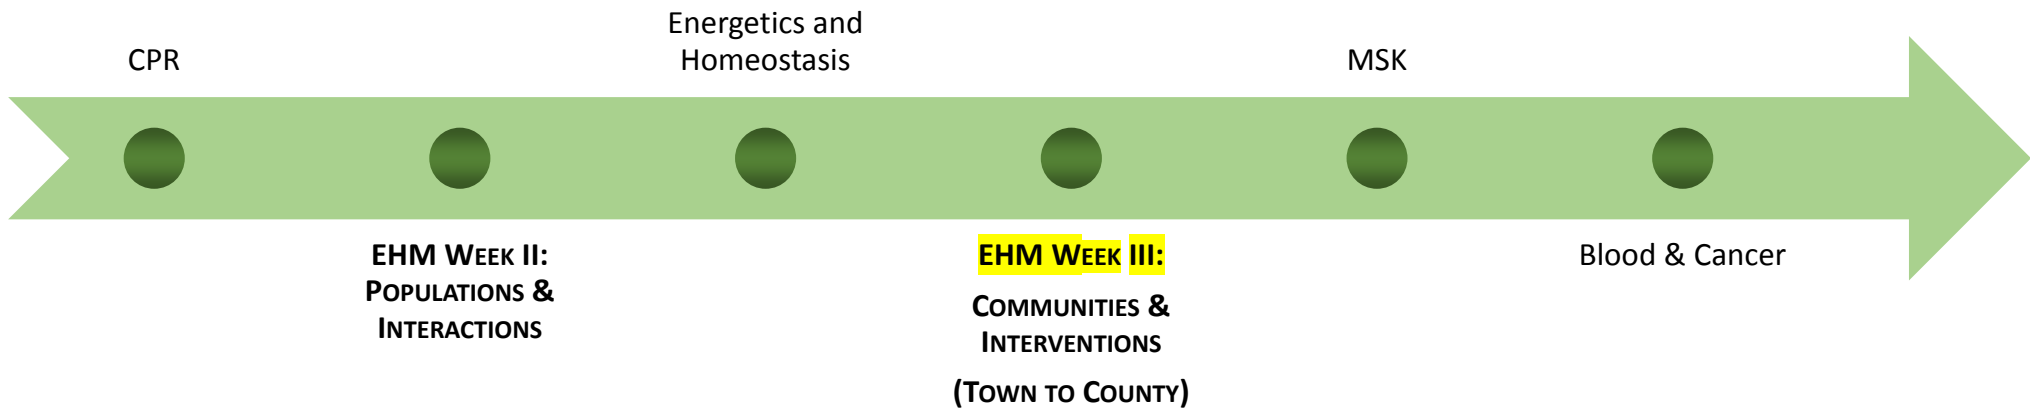 CPR
EHM WEEK II:
POPULATIONS &
INTERACTIONS
Energetics and
Homeostasis
EHM WEEK III:
COMMUNITIES &
INTERVENTIONS
(TOWN TO COUNTY)
MSK
Blood & Cancer